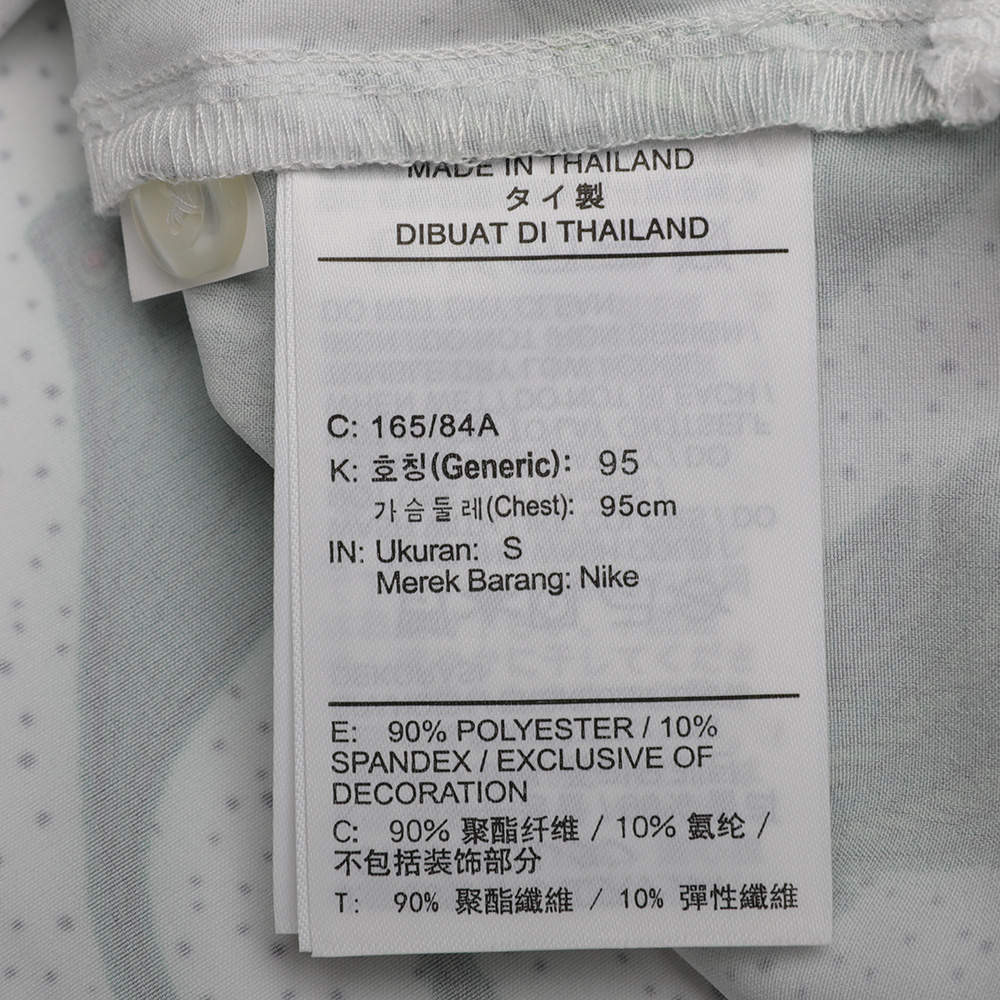 MADE IN THAILAND
タイ製
DIBUAT DI THAILAND
C: 165/84A
K: 호칭(Generic): 95
가슴둘레(Chest): 95cm
IN: Ukuran: S
Merek Barang: Nike
E: 90% POLYESTER / 10%
SPANDEX / EXCLUSIVE OF
DECORATION
C: 90% 聚酯纤维 / 10% 氨纶 /
不包括装饰部分
T: 90% 聚酯纖維 / 10% 彈性纖維